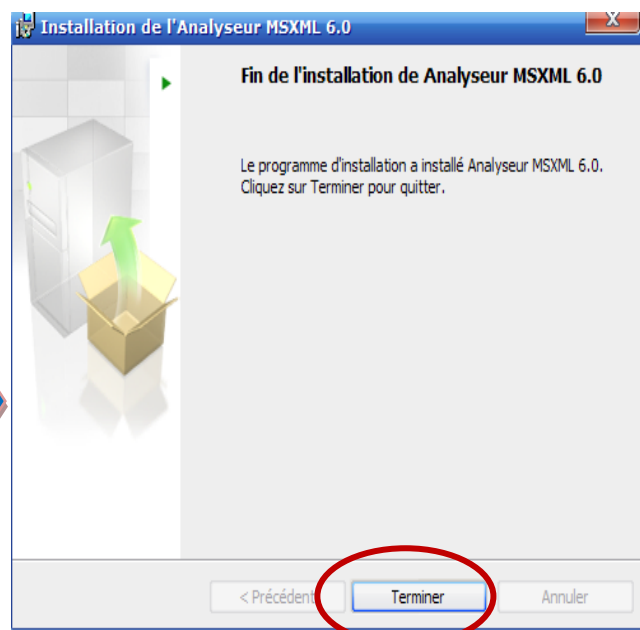 Installation de l'Analyseur MSXML 6.0
X
Fin de l'installation de Analyseur MSXML 6.0
Le programme d'installation a installé Analyseur MSXML 6.0.
Cliquez sur Terminer pour quitter.
< Précédent
Terminer
Annuler